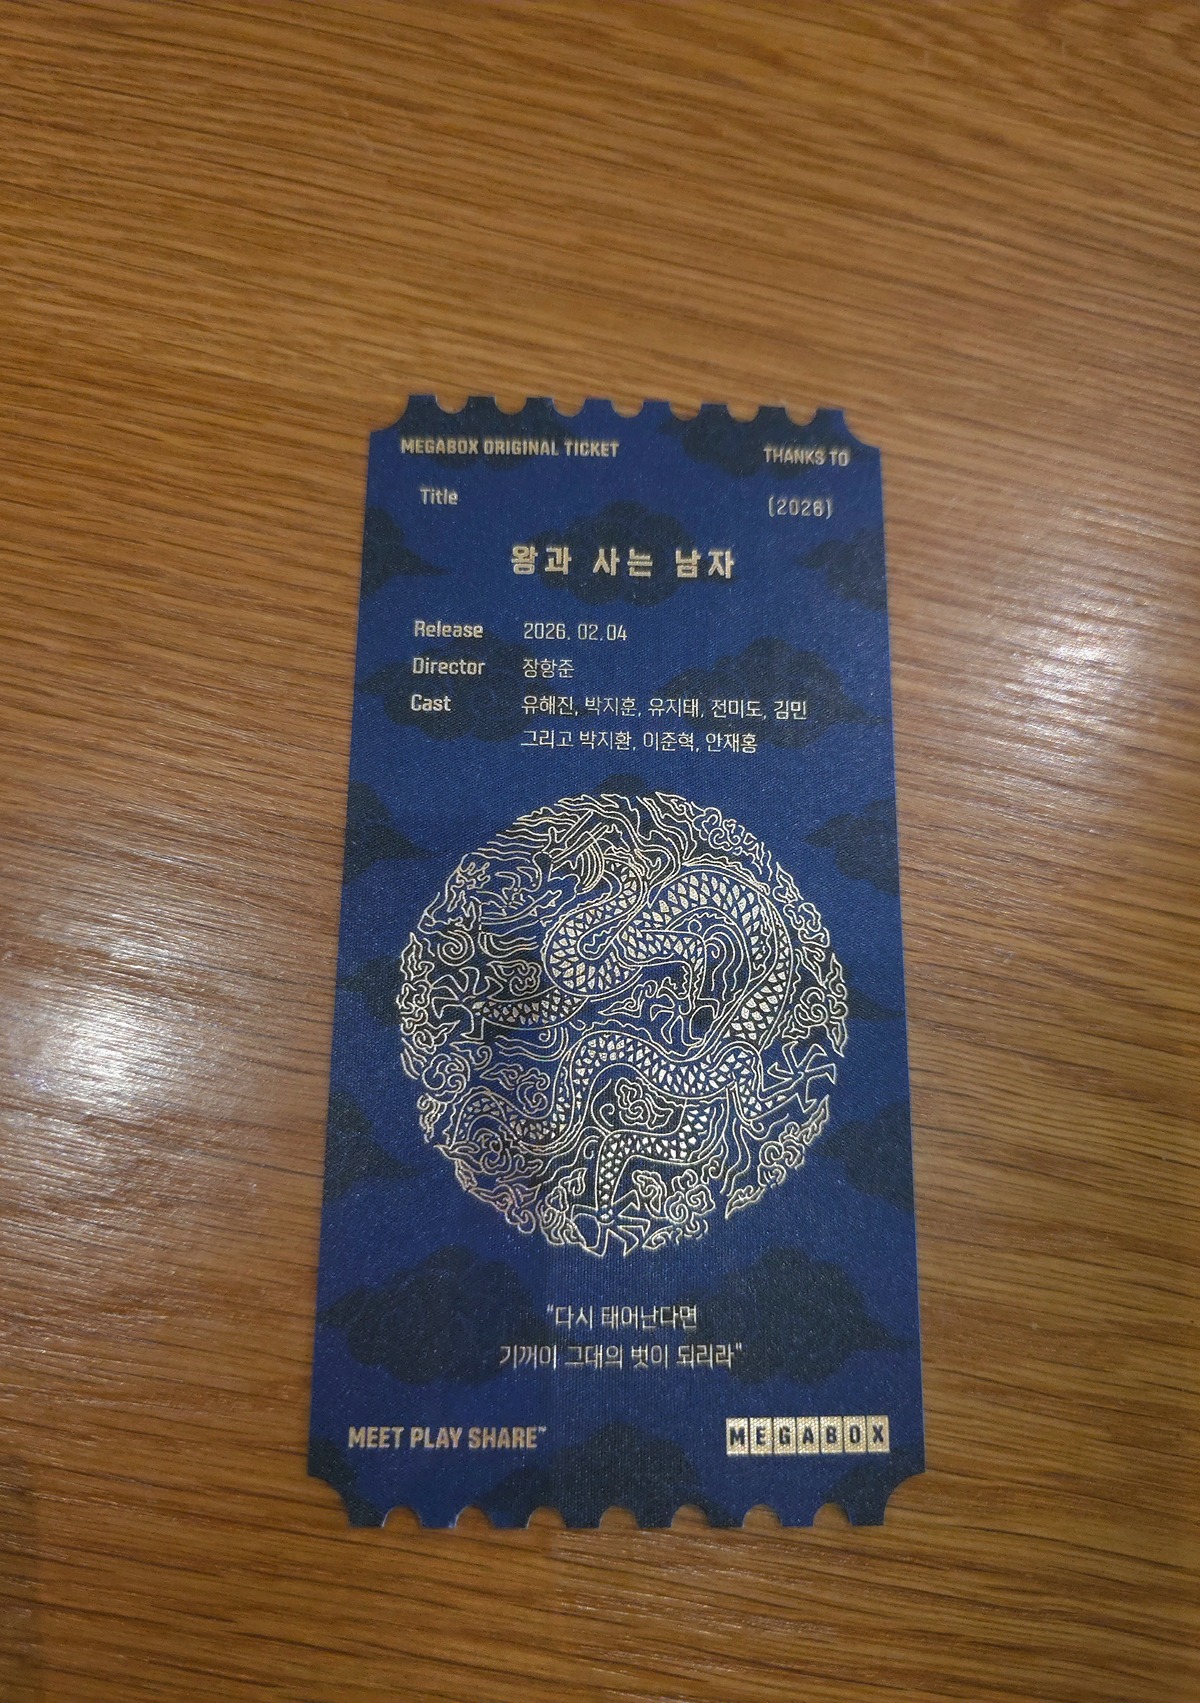 MEGABOX ORIGINAL TICKET
THANKS TO
Title
(2026)
왕과 사는 남자
Release 2026. 02.04
Director 장항준
Cast 유해진, 박지훈, 유지태, 전미도, 김민
그리고 박지환, 이준혁, 안재홍
"다시 태어난다면
기꺼이 그대의 벗이 되리라"
MEET PLAY SHARE™
MEGABOX